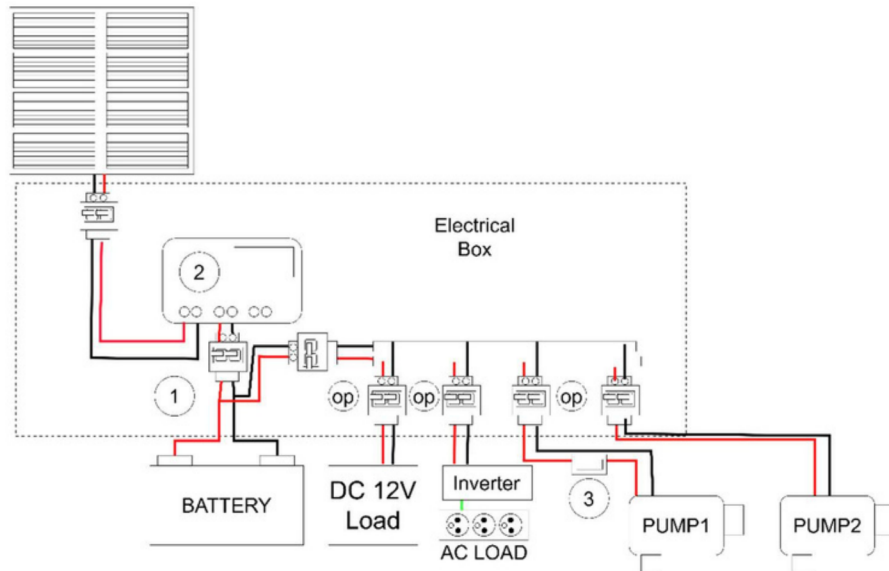 Electrical
Box
2
1
op
op
op
3
BATTERY
DC 12V
Load
Inverter
AC LOAD
PUMP1
PUMP2